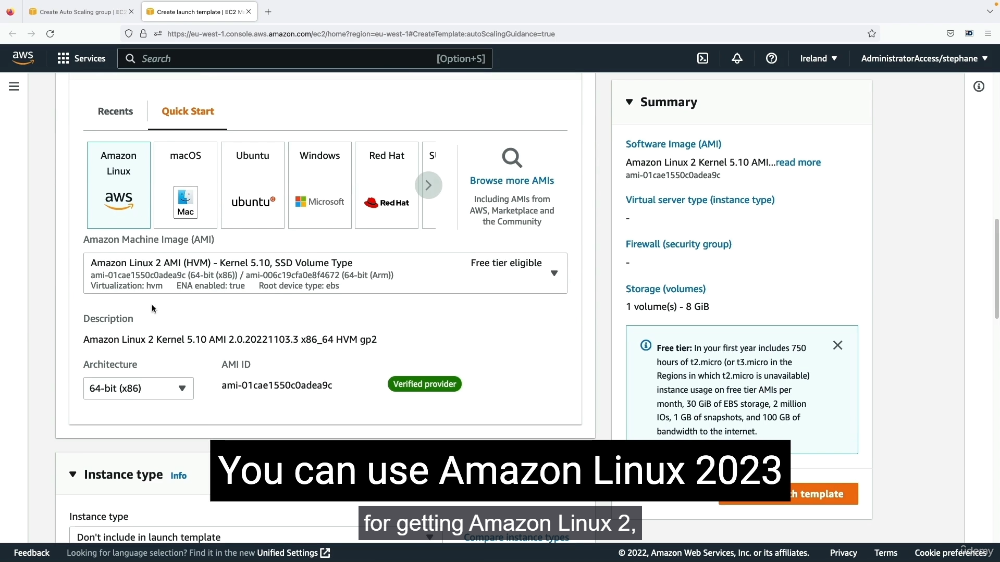 Create Auto Scaling group | EC2
Create launch template | EC2 M
https://eu-west-1.console.aws.amazon.com/ec2/home?region=eu-west-1#CreateTemplate:autoScalingGuidance=true
aws
Services
Search
[Option+S]
Ireland
AdministratorAccess/stephane
Recents
Quick Start
Amazon Linux
aws
macOS
Mac
Ubuntu
ubuntu
Windows
Microsoft
Red Hat
Red Hat
Browse more AMIs
Including AMIs from
AWS, Marketplace and
the Community
Amazon Machine Image (AMI)
Amazon Linux 2 AMI (HVM) - Kernel 5.10, SSD Volume Type
Free tier eligible
ami-01cae1550c0adea9c (64-bit (x86)) / ami-006c19cfa0e8f4672 (64-bit (Arm))
Virtualization: hvm ENA enabled: true Root device type: ebs
Description
Amazon Linux 2 Kernel 5.10 AMI 2.0.20221103.3 x86_64 HVM gp2
Architecture
AMI ID
64-bit (x86)
ami-01cae1550c0adea9c
Verified provider
Instance type Info
Instance type
Don't include in launch template
Compare instance types
Summary
Software Image (AMI)
Amazon Linux 2 Kernel 5.10 AMI...read more
ami-01cae1550c0adea9c
Virtual server type (instance type)
-
Firewall (security group)
-
Storage (volumes)
1 volume(s) - 8 GiB
Free tier: In your first year includes 750
hours of t2.micro (or t3.micro in the
Regions in which t2.micro is unavailable)
instance usage on free tier AMIs per
month, 30 GiB of EBS storage, 2 million
IOs, 1 GB of snapshots, and 100 GB of
bandwidth to the internet.
template
You can use Amazon Linux 2023
for getting Amazon Linux 2,
Feedback
Looking for language selection? Find it in the new Unified Settings
© 2022, Amazon Web Services, Inc. or its affiliates.
Privacy
Terms
Cookie preferences
udemy